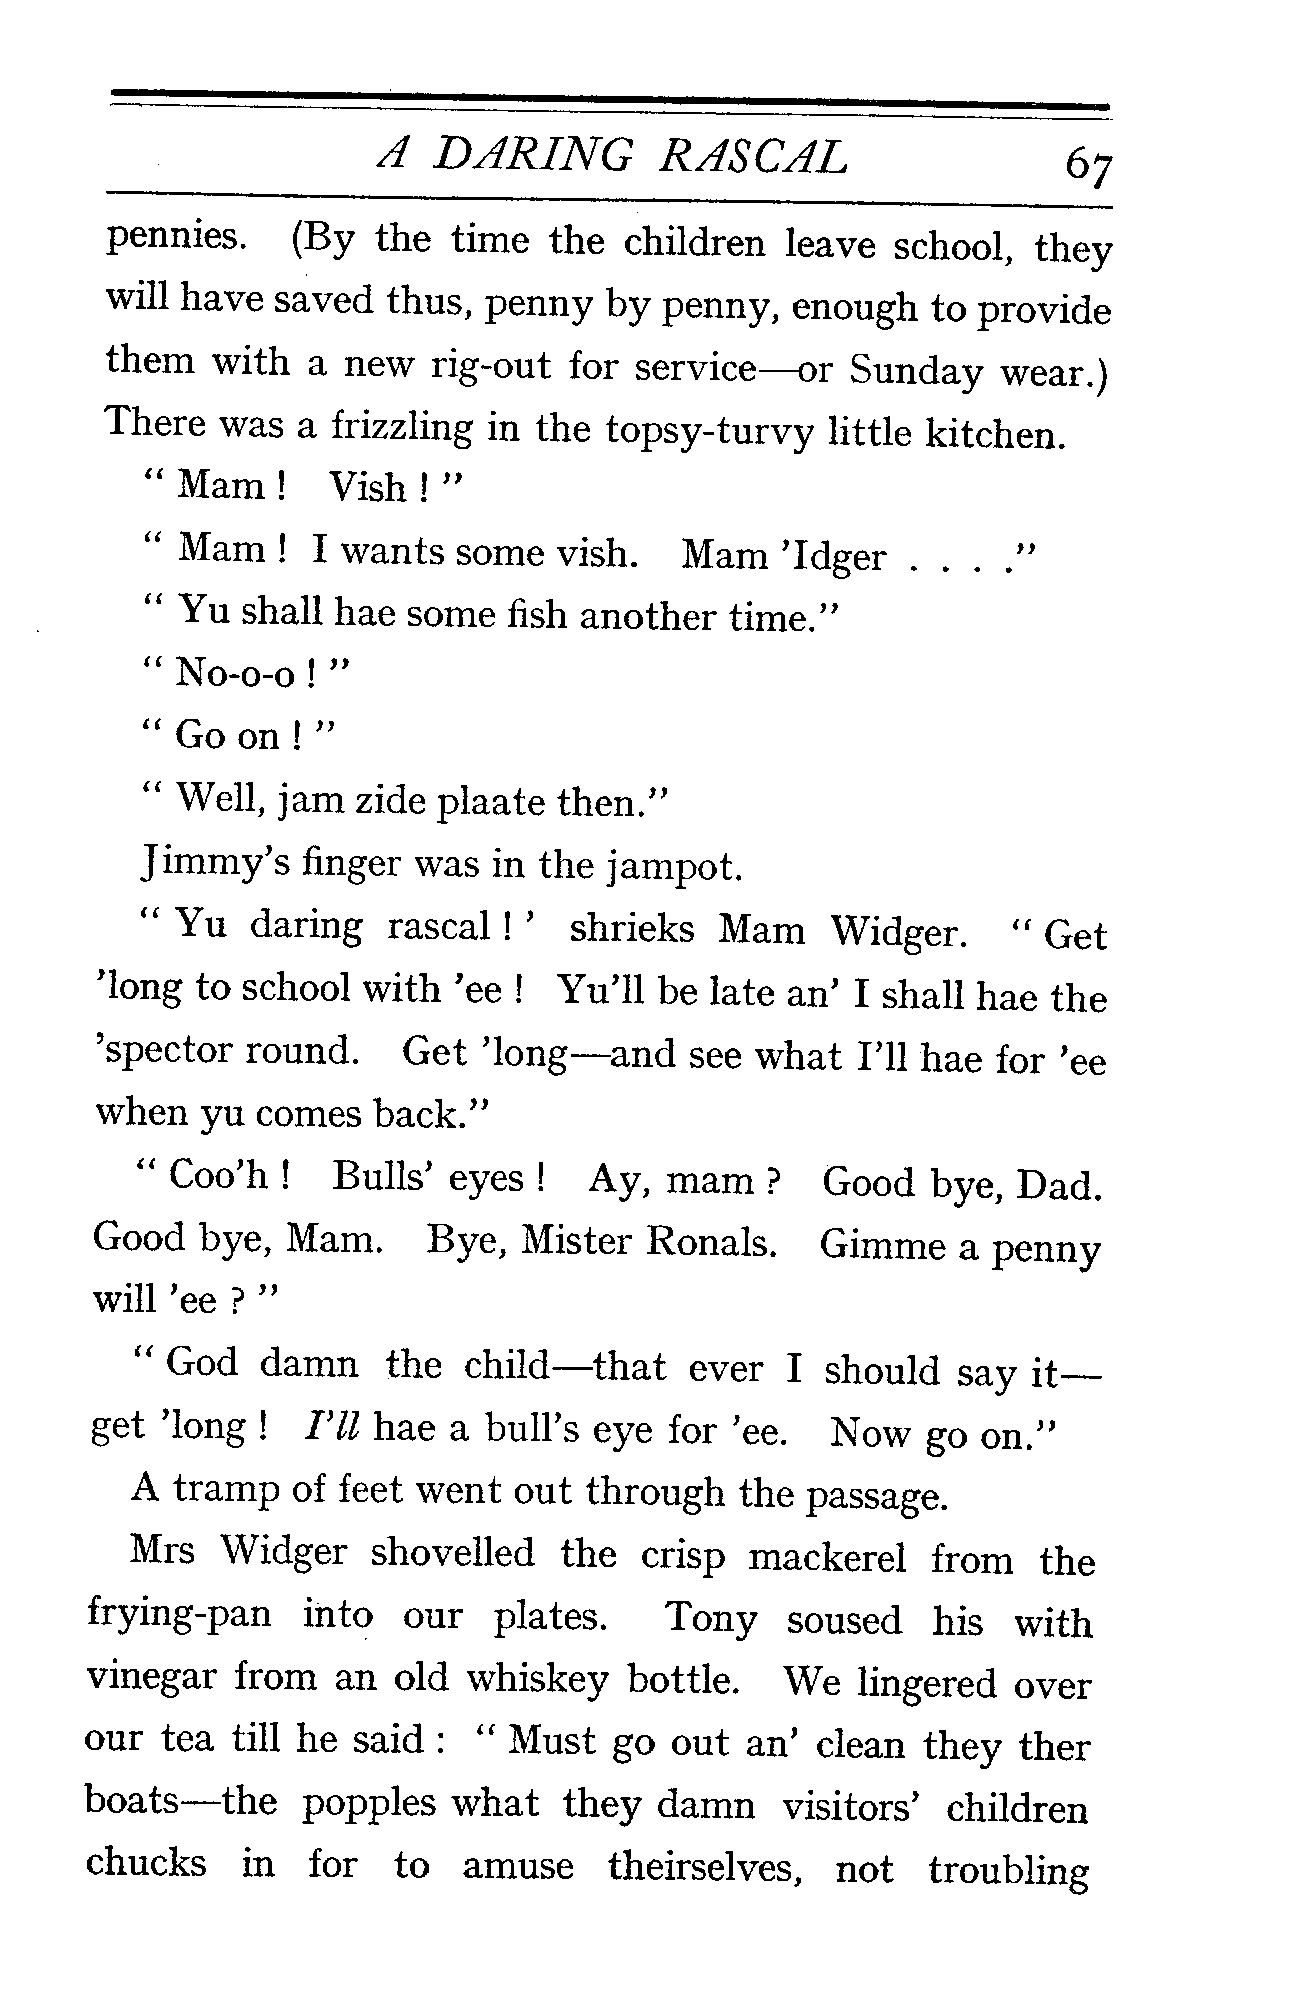 A DARING RASCAL 67
pennies. (By the time the children leave school, they
will have saved thus, penny by penny, enough to provide
them with a new rig-out for service—or Sunday wear.)
There was a frizzling in the topsy-turvy little kitchen.
“ Mam ! Vish ! ”
“ Mam ! I wants some vish. Mam ’Idger . . . .”
“ Yu shall hae some fish another time.”
“ No-o-o ! ”
“ Go on ! ”
“ Well, jam zide plaate then.”
Jimmy’s finger was in the jampot.
“ Yu daring rascal ! ’ shrieks Mam Widger. “ Get
’long to school with ’ee ! Yu’ll be late an’ I shall hae the
’spector round. Get ’long—and see what I’ll hae for ’ee
when yu comes back.”
“ Coo’h ! Bulls’ eyes ! Ay, mam ? Good bye, Dad.
Good bye, Mam. Bye, Mister Ronals. Gimme a penny
will ’ee ? ”
“ God damn the child—that ever I should say it—
get ’long ! I’ll hae a bull’s eye for ’ee. Now go on.”
A tramp of feet went out through the passage.
Mrs Widger shovelled the crisp mackerel from the
frying-pan into our plates. Tony soused his with
vinegar from an old whiskey bottle. We lingered over
our tea till he said : “ Must go out an’ clean they ther
boats—the popples what they damn visitors’ children
chucks in for to amuse theirselves, not troubling